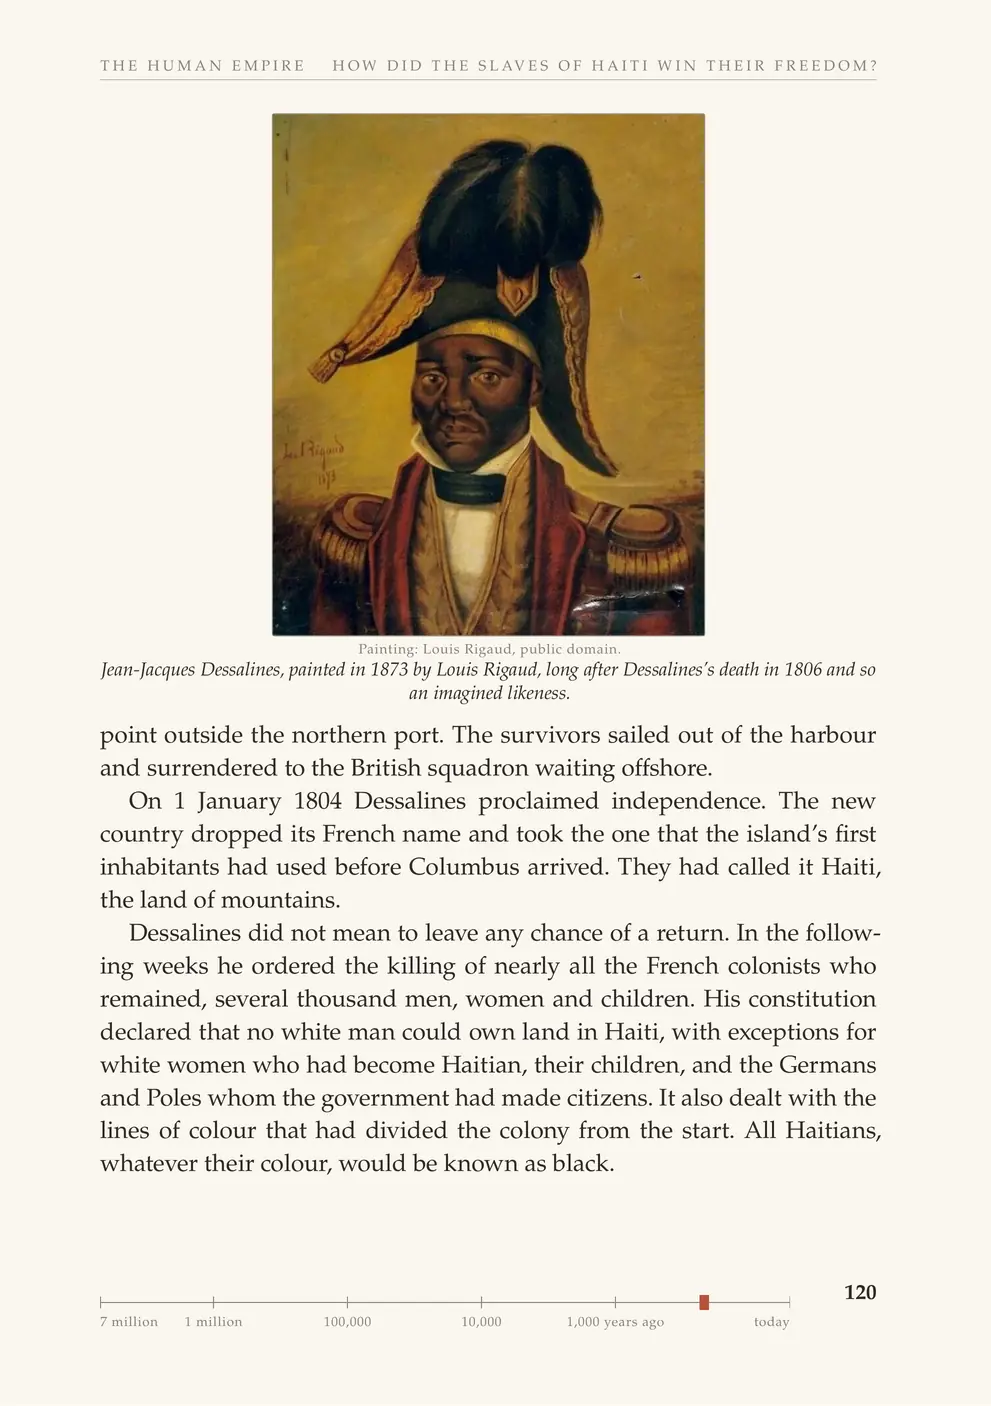 THE HUMAN EMPIRE HOW DID THE SLAVES OF HAITI WIN THEIR FREEDOM?
Rigaud
1873
Painting: Louis Rigaud, public domain.
Jean-Jacques Dessalines, painted in 1873 by Louis Rigaud, long after Dessalines’s death in 1806 and so
an imagined likeness.
point outside the northern port. The survivors sailed out of the harbour
and surrendered to the British squadron waiting offshore.
On 1 January 1804 Dessalines proclaimed independence. The new
country dropped its French name and took the one that the island’s first
inhabitants had used before Columbus arrived. They had called it Haiti,
the land of mountains.
Dessalines did not mean to leave any chance of a return. In the follow-
ing weeks he ordered the killing of nearly all the French colonists who
remained, several thousand men, women and children. His constitution
declared that no white man could own land in Haiti, with exceptions for
white women who had become Haitian, their children, and the Germans
and Poles whom the government had made citizens. It also dealt with the
lines of colour that had divided the colony from the start. All Haitians,
whatever their colour, would be known as black.
120
7 million 1 million 100,000 10,000 1,000 years ago today